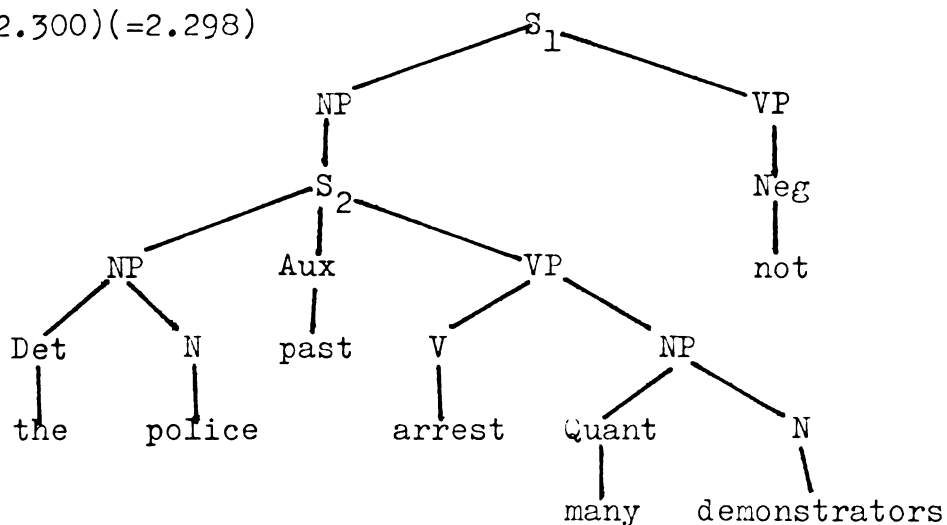 2.300)(=2.298)
S1
NP VP
S2 Neg
NP Aux VP not
Det N past V NP
the police arrest Quant N
many demonstrators